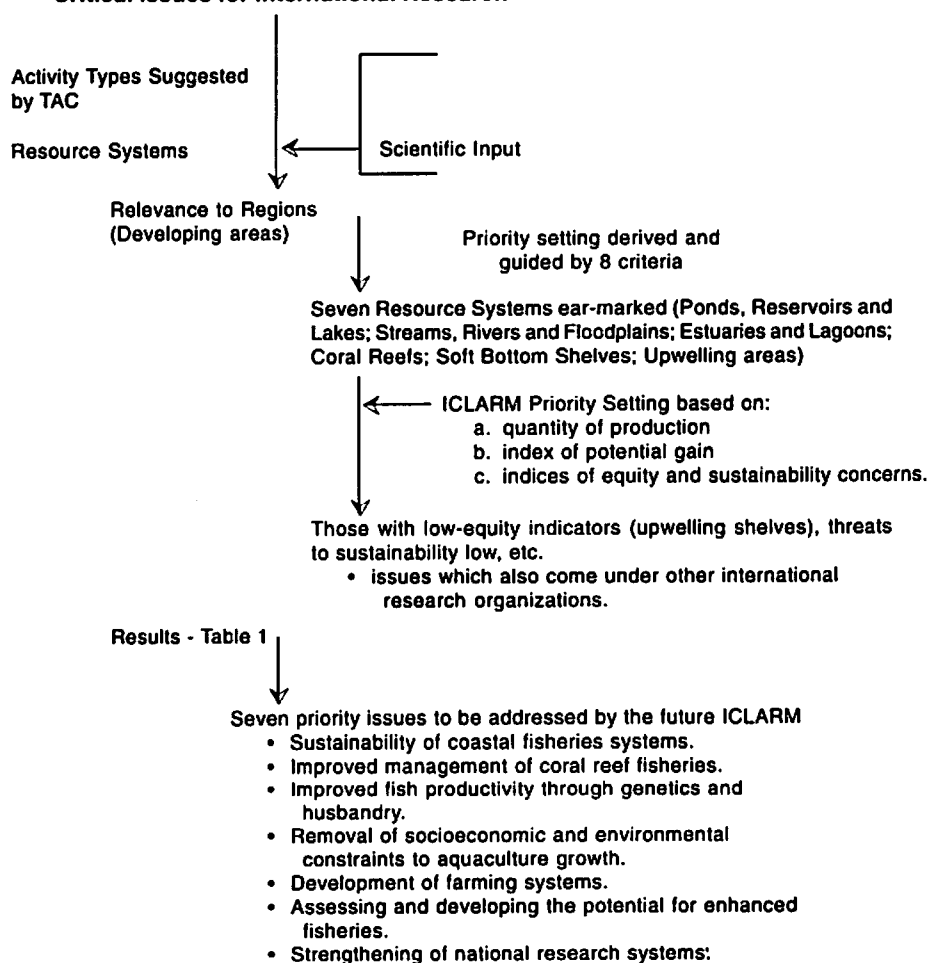 Critical Issues for International Research
Activity Types Suggested
by TAC
Resource Systems
Scientific Input
Relevance to Regions
(Developing areas)
Priority setting derived and
guided by 8 criteria
Seven Resource Systems ear-marked (Ponds, Reservoirs and
Lakes; Streams, Rivers and Floodplains; Estuaries and Lagoons;
Coral Reefs; Soft Bottom Shelves; Upwelling areas)
ICLARM Priority Setting based on:
a. quantity of production
b. index of potential gain
c. indices of equity and sustainability concerns.
Those with low-equity indicators (upwelling shelves), threats
to sustainability low, etc.
• issues which also come under other international
research organizations.
Results - Table 1
Seven priority issues to be addressed by the future ICLARM
• Sustainability of coastal fisheries systems.
• Improved management of coral reef fisheries.
• Improved fish productivity through genetics and
husbandry.
• Removal of socioeconomic and environmental
constraints to aquaculture growth.
• Development of farming systems.
• Assessing and developing the potential for enhanced
fisheries.
• Strengthening of national research systems: